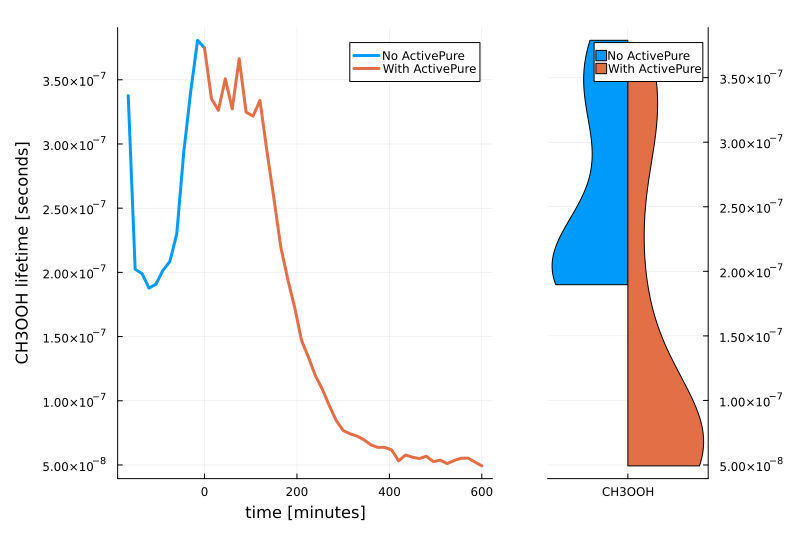 CH3OOH lifetime [seconds]
3.50×10⁻⁷
3.00×10⁻⁷
2.50×10⁻⁷
2.00×10⁻⁷
1.50×10⁻⁷
1.00×10⁻⁷
5.00×10⁻⁸
0
200
400
600
time [minutes]
No ActivePure
With ActivePure
No ActivePure
With ActivePure
CH3OOH
3.50×10⁻⁷
3.00×10⁻⁷
2.50×10⁻⁷
2.00×10⁻⁷
1.50×10⁻⁷
1.00×10⁻⁷
5.00×10⁻⁸